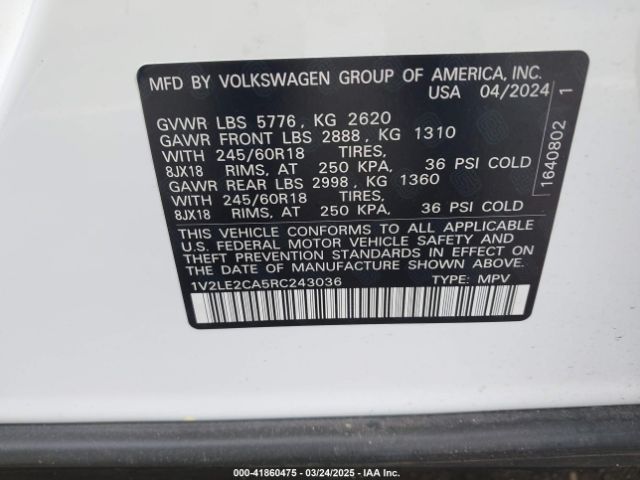 MFD BY VOLKSWAGEN GROUP OF AMERICA, INC.
USA 04/2024
GVWR LBS 5776, KG 2620
GAWR FRONT LBS 2888, KG 1310
WITH 245/60R18 TIRES,
8JX18 RIMS, AT 250 KPA, 36 PSI COLD
GAWR REAR LBS 2998, KG 1360
WITH 245/60R18 TIRES,
8JX18 RIMS, AT 250 KPA, 36 PSI COLD
THIS VEHICLE CONFORMS TO ALL APPLICABLE
U.S. FEDERAL MOTOR VEHICLE SAFETY AND
THEFT PREVENTION STANDARDS IN EFFECT ON
THE DATE OF MANUFACTURE SHOWN ABOVE.
1V2LE2CA5RC243036 TYPE: MPV
1640802 1
000-41860475 - 03/24/2025 - IAA Inc.